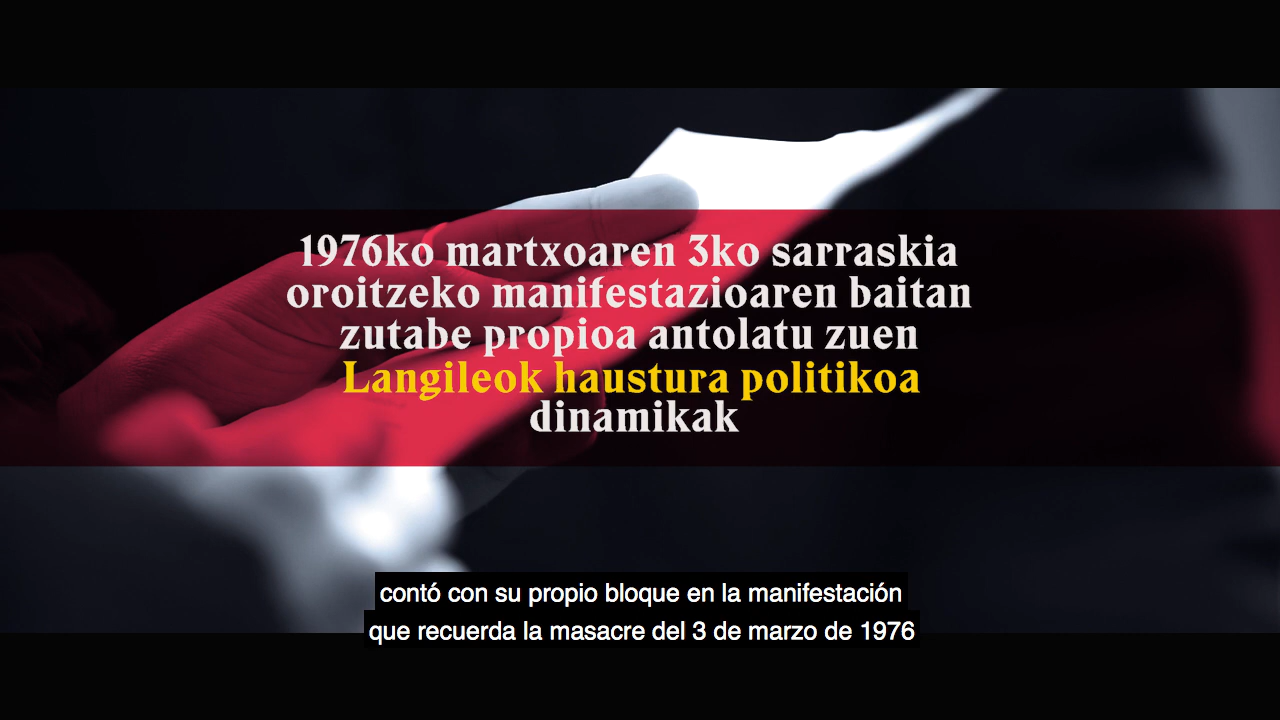 1976ko martxoaren 3ko sarraskia
oroitzeko manifestazioaren baitan
zutabe propioa antolatu zuen
Langileok haustura politikoa
dinamikak
contó con su propio bloque en la manifestación
que recuerda la masacre del 3 de marzo de 1976